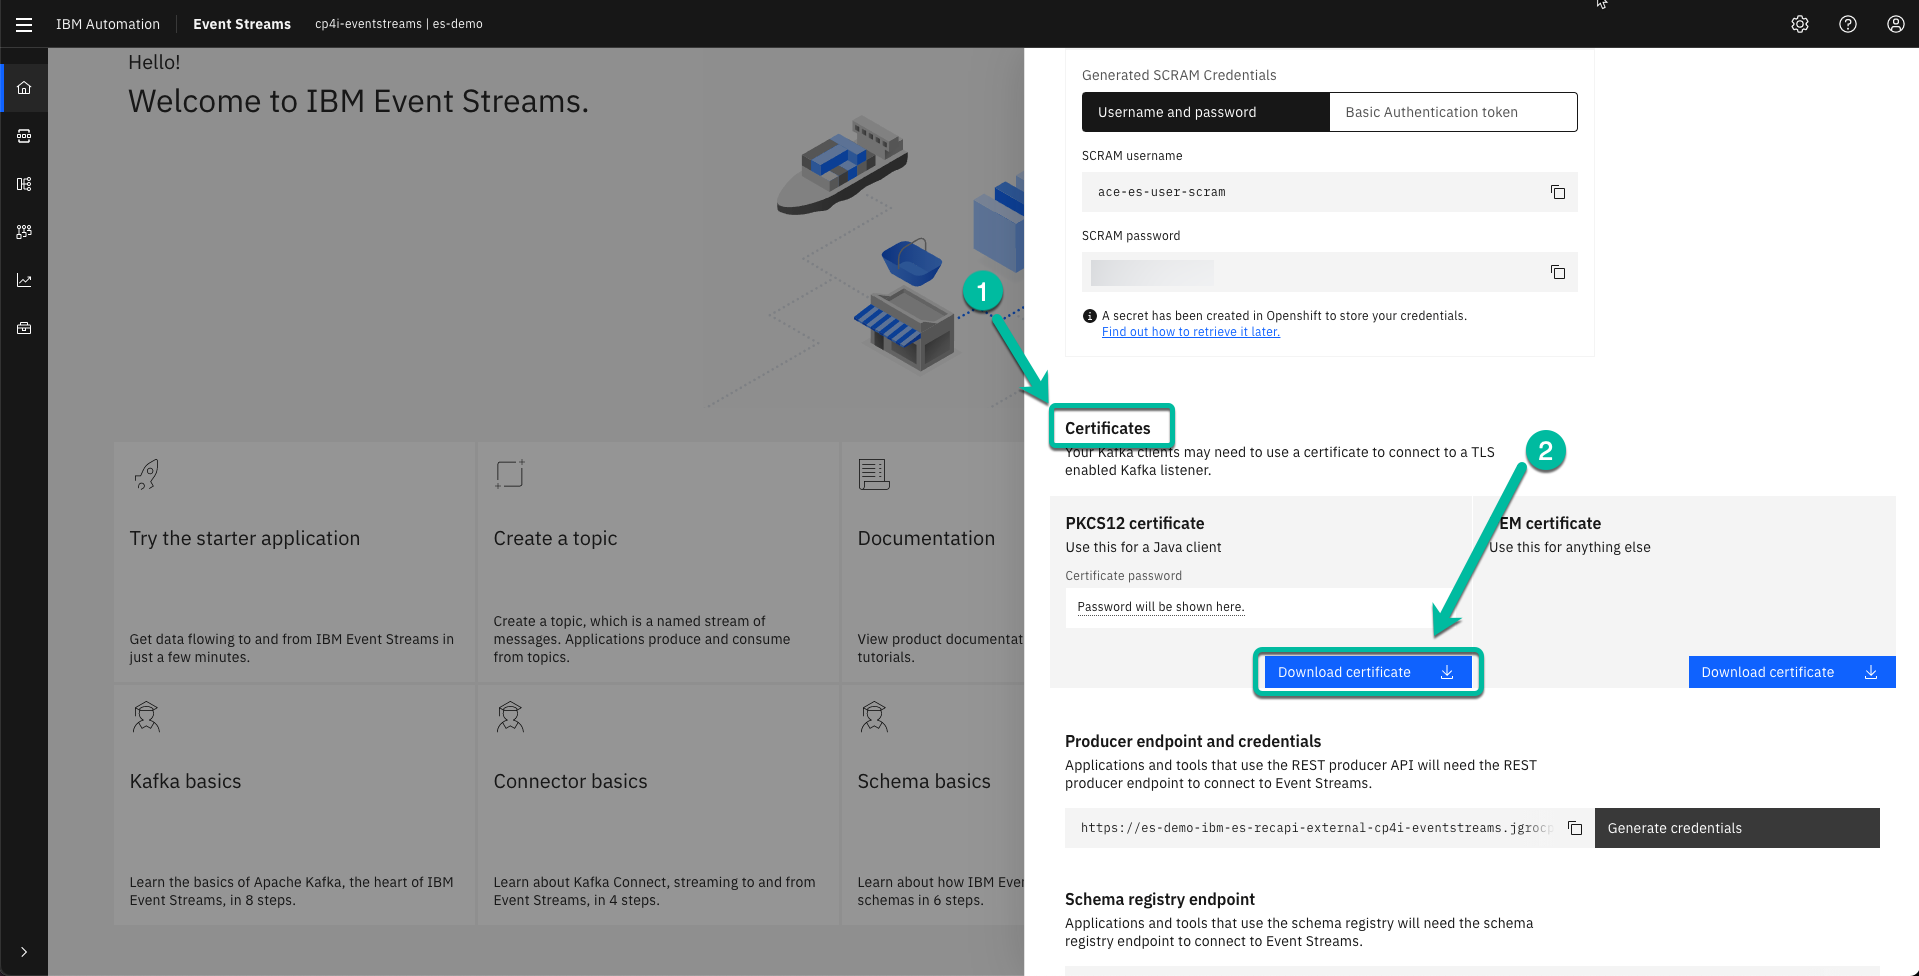 IBM Automation
Event Streams
cp4i-eventstreams | es-demo
Hello!
Welcome to IBM Event Streams.
Try the starter application
Get data flowing to and from IBM Event Streams in
just a few minutes.
Create a topic
Create a topic, which is a named stream of
messages. Applications produce and consume
from topics.
Documentation
View product documentat
tutorials.
Kafka basics
Learn the basics of Apache Kafka, the heart of IBM
Event Streams, in 8 steps.
Connector basics
Learn about Kafka Connect, streaming to and from
Event Streams, in 4 steps.
Schema basics
Learn about how IBM Eve
schemas in 6 steps.
Generated SCRAM Credentials
Username and password
Basic Authentication token
SCRAM username
ace-es-user-scram
SCRAM password
A secret has been created in Openshift to store your credentials.
Find out how to retrieve it later.
1
Certificates
Your Kafka clients may need to use a certificate to connect to a TLS
enabled Kafka listener.
2
PKCS12 certificate
Use this for a Java client
Certificate password
Password will be shown here.
Download certificate
EM certificate
Use this for anything else
Download certificate
Producer endpoint and credentials
Applications and tools that use the REST producer API will need the REST
producer endpoint to connect to Event Streams.
https://es-demo-ibm-es-recapi-external-cp4i-eventstreams.jgrocp
Generate credentials
Schema registry endpoint
Applications and tools that use the schema registry will need the schema
registry endpoint to connect to Event Streams.